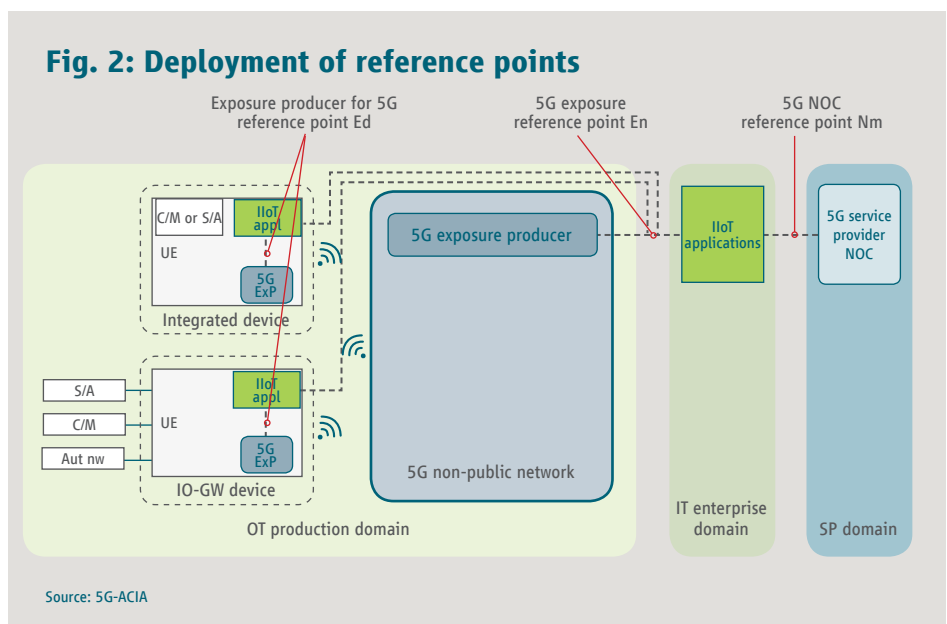 Fig. 2: Deployment of reference points
Exposure producer for 5G
reference point Ed
5G exposure
reference point En
5G NOC
reference point Nm
C/M or S/A
IIoT
appl
UE
5G
ExP
Integrated device
5G exposure producer
IIoT
applications
5G service
provider
NOC
S/A
C/M
Aut nw
IIoT
appl
UE
5G
ExP
IO-GW device
5G non-public network
OT production domain
IT enterprise
domain
SP domain
Source: 5G-ACIA